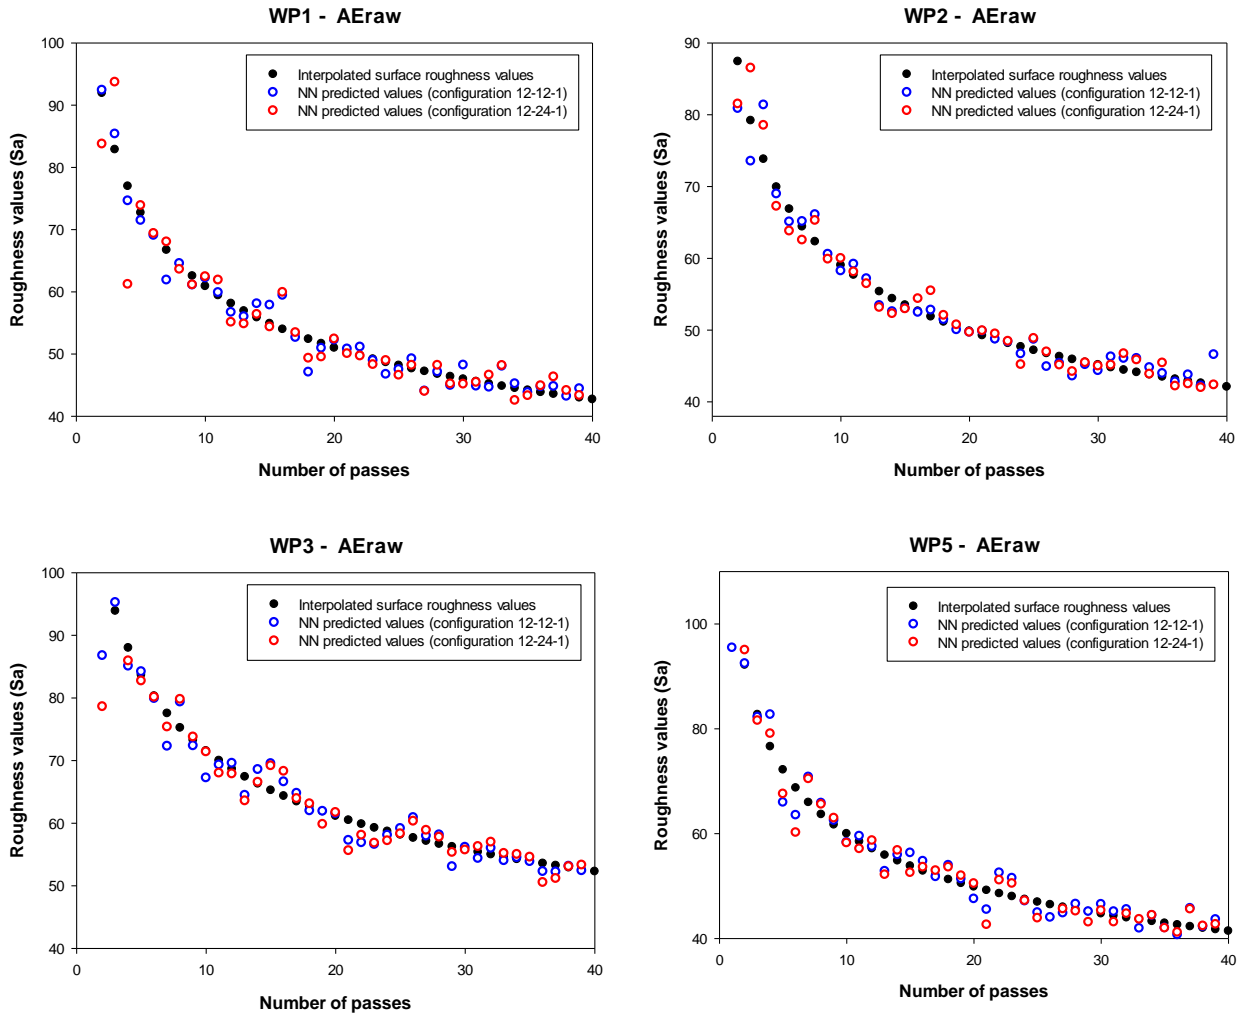 WP1 - AEraw
100
90
80
70
60
50
40
0
10
20
30
40
Roughness values (Sa)
Number of passes
Interpolated surface roughness values
NN predicted values (configuration 12-12-1)
NN predicted values (configuration 12-24-1)
WP2 - AEraw
90
80
70
60
50
40
0
10
20
30
40
Roughness values (Sa)
Number of passes
Interpolated surface roughness values
NN predicted values (configuration 12-12-1)
NN predicted values (configuration 12-24-1)
WP3 - AEraw
100
90
80
70
60
50
40
0
10
20
30
40
Roughness values (Sa)
Number of passes
Interpolated surface roughness values
NN predicted values (configuration 12-12-1)
NN predicted values (configuration 12-24-1)
WP5 - AEraw
100
80
60
40
0
10
20
30
40
Roughness values (Sa)
Number of passes
Interpolated surface roughness values
NN predicted values (configuration 12-12-1)
NN predicted values (configuration 12-24-1)